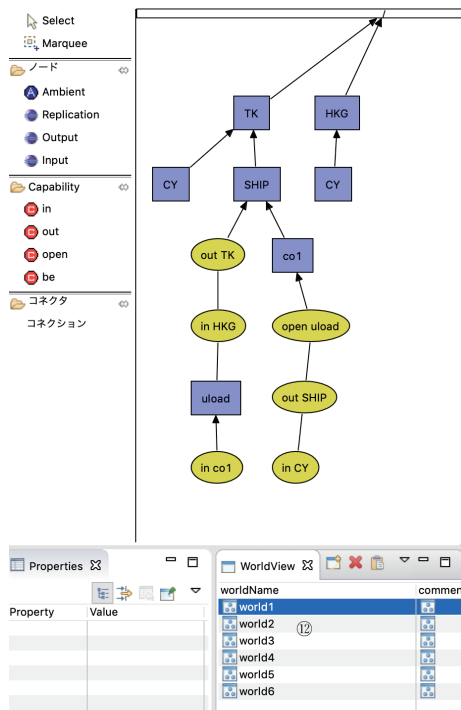 Select
Marquee
ノード
Ambient
Replication
Output
Input
Capability
in
out
open
be
コネクタ
コネクション
TK
HKG
CY
SHIP
CY
out TK
co1
in HKG
open uload
uload
out SHIP
in co1
in CY
Properties
Property Value
WorldView
worldName commen
world1
world2
⑫
world3
world4
world5
world6